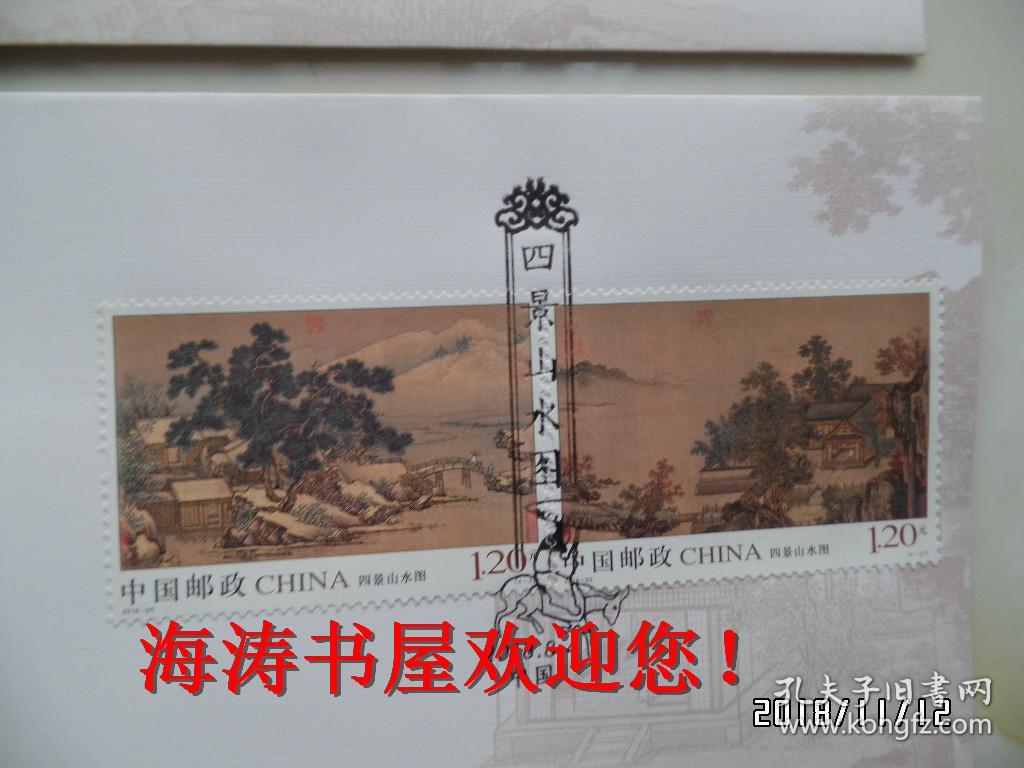 四景山水图
中国邮政 CHINA 四景山水图 1.20元
中国邮政 CHINA 四景山水图 1.20元
中国
海涛书屋欢迎您！
孔夫子旧书网
2018/11/12
www.kongfz.com